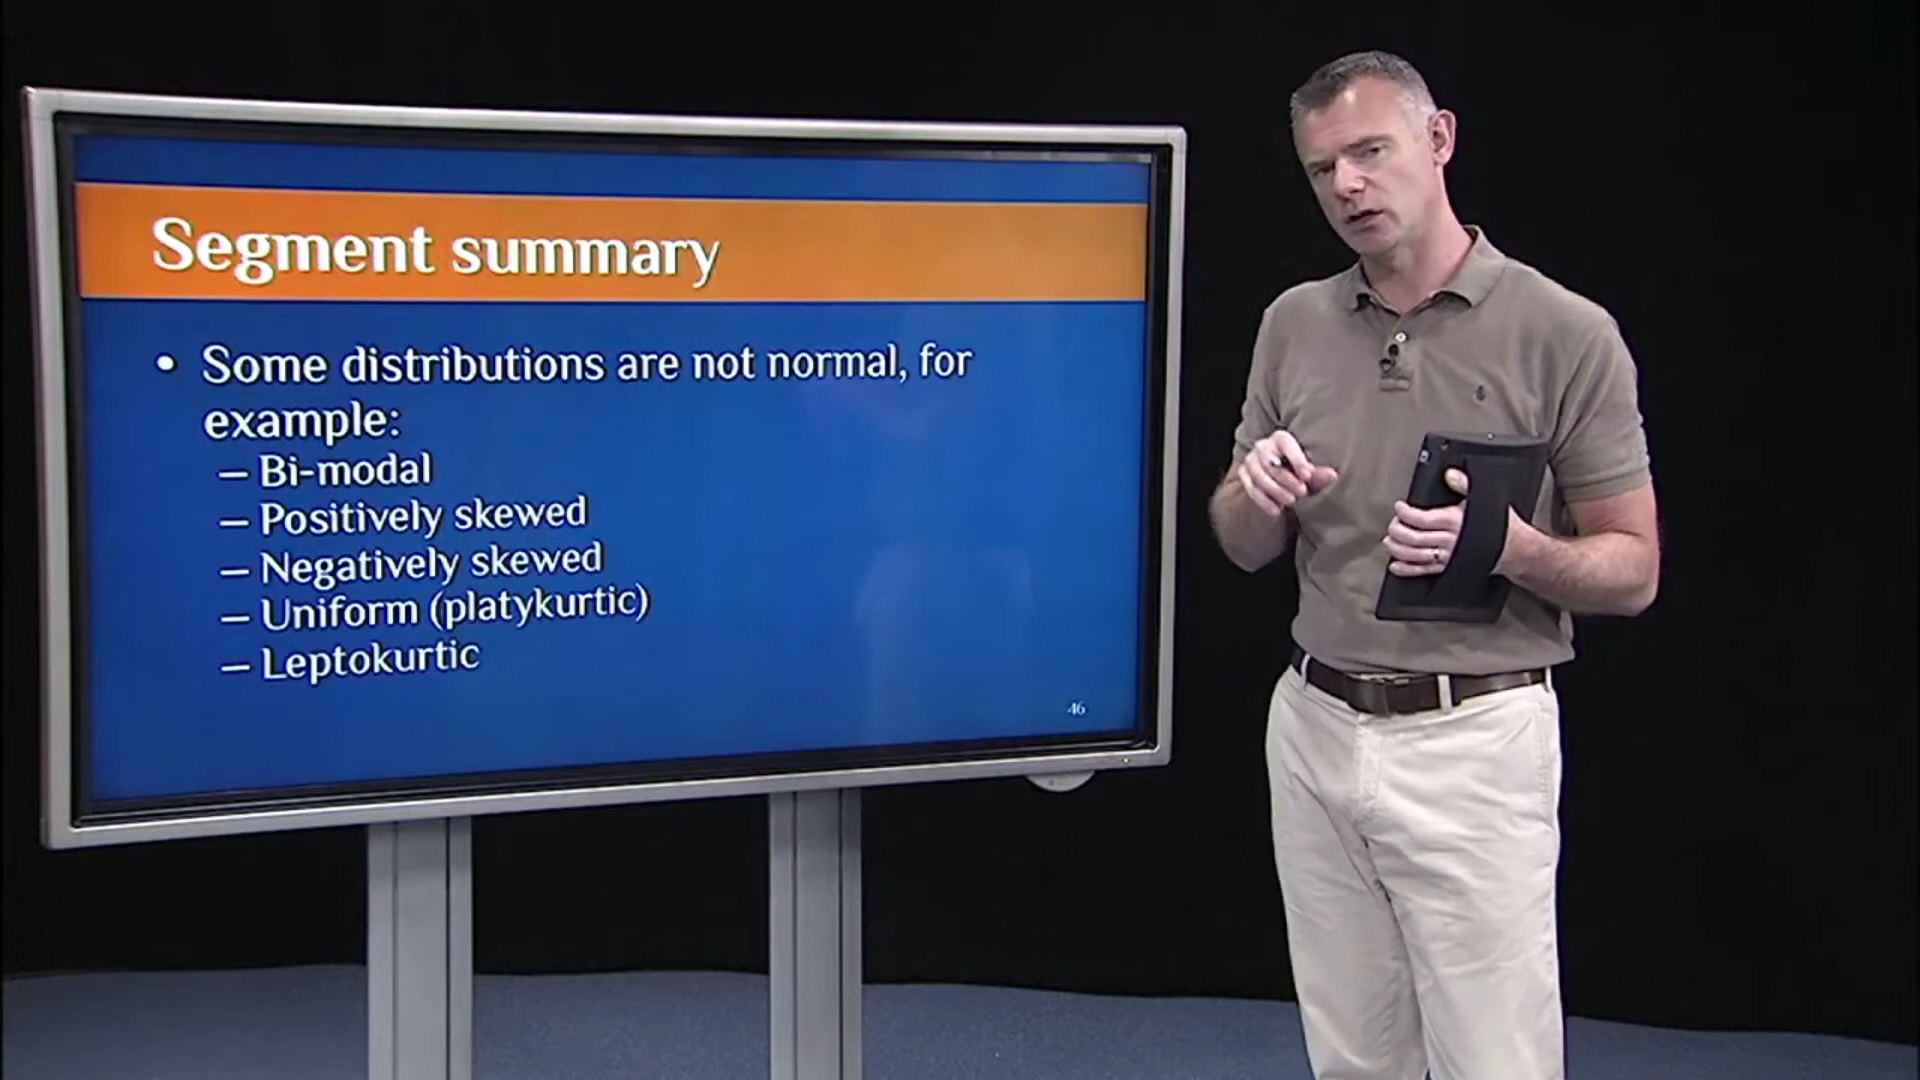 Segment summary
• Some distributions are not normal, for
example:
– Bi-modal
– Positively skewed
– Negatively skewed
– Uniform (platykurtic)
– Leptokurtic
46